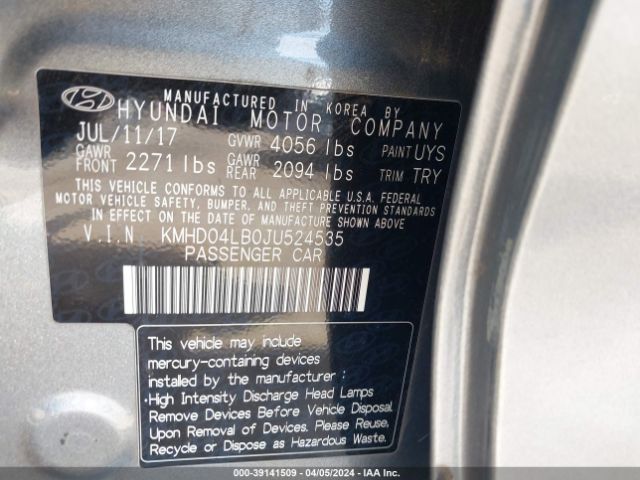 MANUFACTURED IN KOREA BY
HYUNDAI MOTOR COMPANY
JUL/11/17 GVWR 4056 lbs PAINT UYS
GAWR FRONT 2271 lbs GAWR REAR 2094 lbs TRIM TRY
THIS VEHICLE CONFORMS TO ALL APPLICABLE U.S.A. FEDERAL
MOTOR VEHICLE SAFETY, BUMPER, AND THEFT PREVENTION STANDARDS
IN EFFECT ON THE DATE OF MANUFACTURE SHOWN ABOVE
V.I.N. KMHD04LB0JU524535
PASSENGER CAR
This vehicle may include
mercury-containing devices
installed by the manufacturer :
·High Intensity Discharge Head Lamps
Remove Devices Before Vehicle Disposal
Upon Removal of Devices. Please Reuse,
Recycle or Dispose as Hazardous Waste.
000-39141509 - 04/05/2024 - IAA Inc.